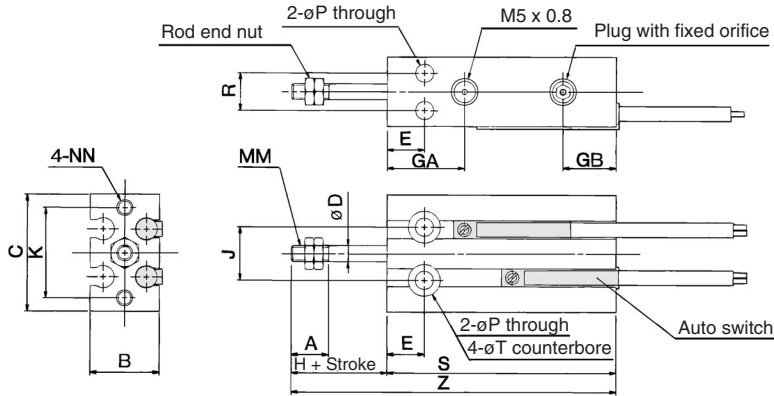 2-øP through
M5 x 0.8
Rod end nut
Plug with fixed orifice
R
E
GA
GB
4-NN
MM
øD
C
K
J
B
A
E
2-øP through
4-øT counterbore
Auto switch
H + Stroke
S
Z